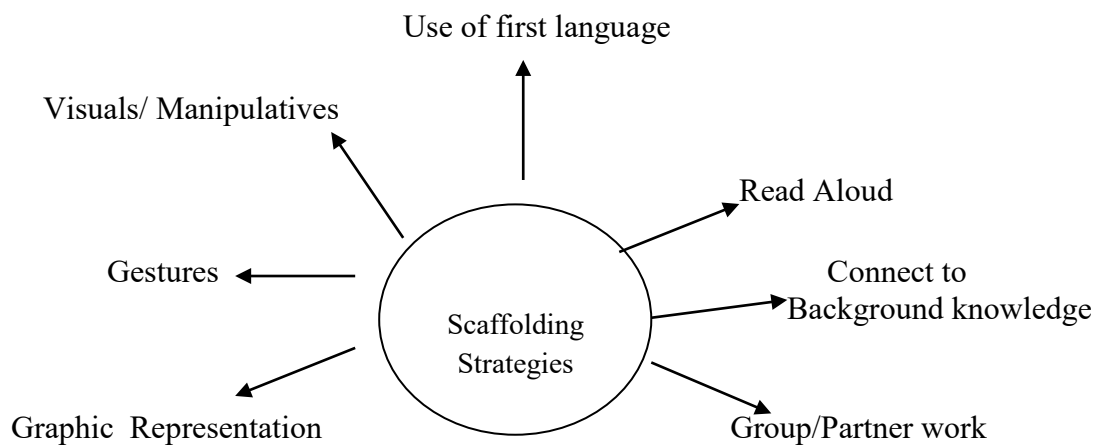 Use of first language
Visuals/ Manipulatives
Read Aloud
Gestures
Connect to
Background knowledge
Scaffolding
Strategies
Graphic Representation
Group/Partner work